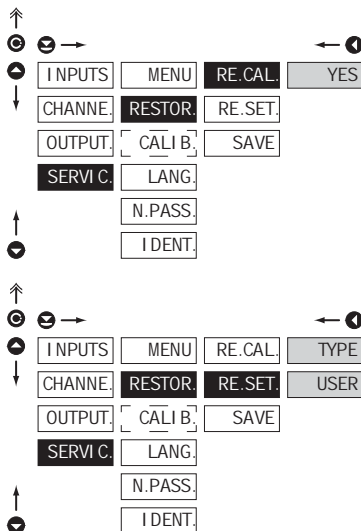 INPUTS MENU RE.CAL. YES
CHANNE. RESTOR. RE.SET.
OUTPUT. CALIB. SAVE
SERVIC. LANG.
N.PASS.
IDENT.
INPUTS MENU RE.CAL. TYPE
CHANNE. RESTOR. RE.SET. USER
OUTPUT. CALIB. SAVE
SERVIC. LANG.
N.PASS.
IDENT.